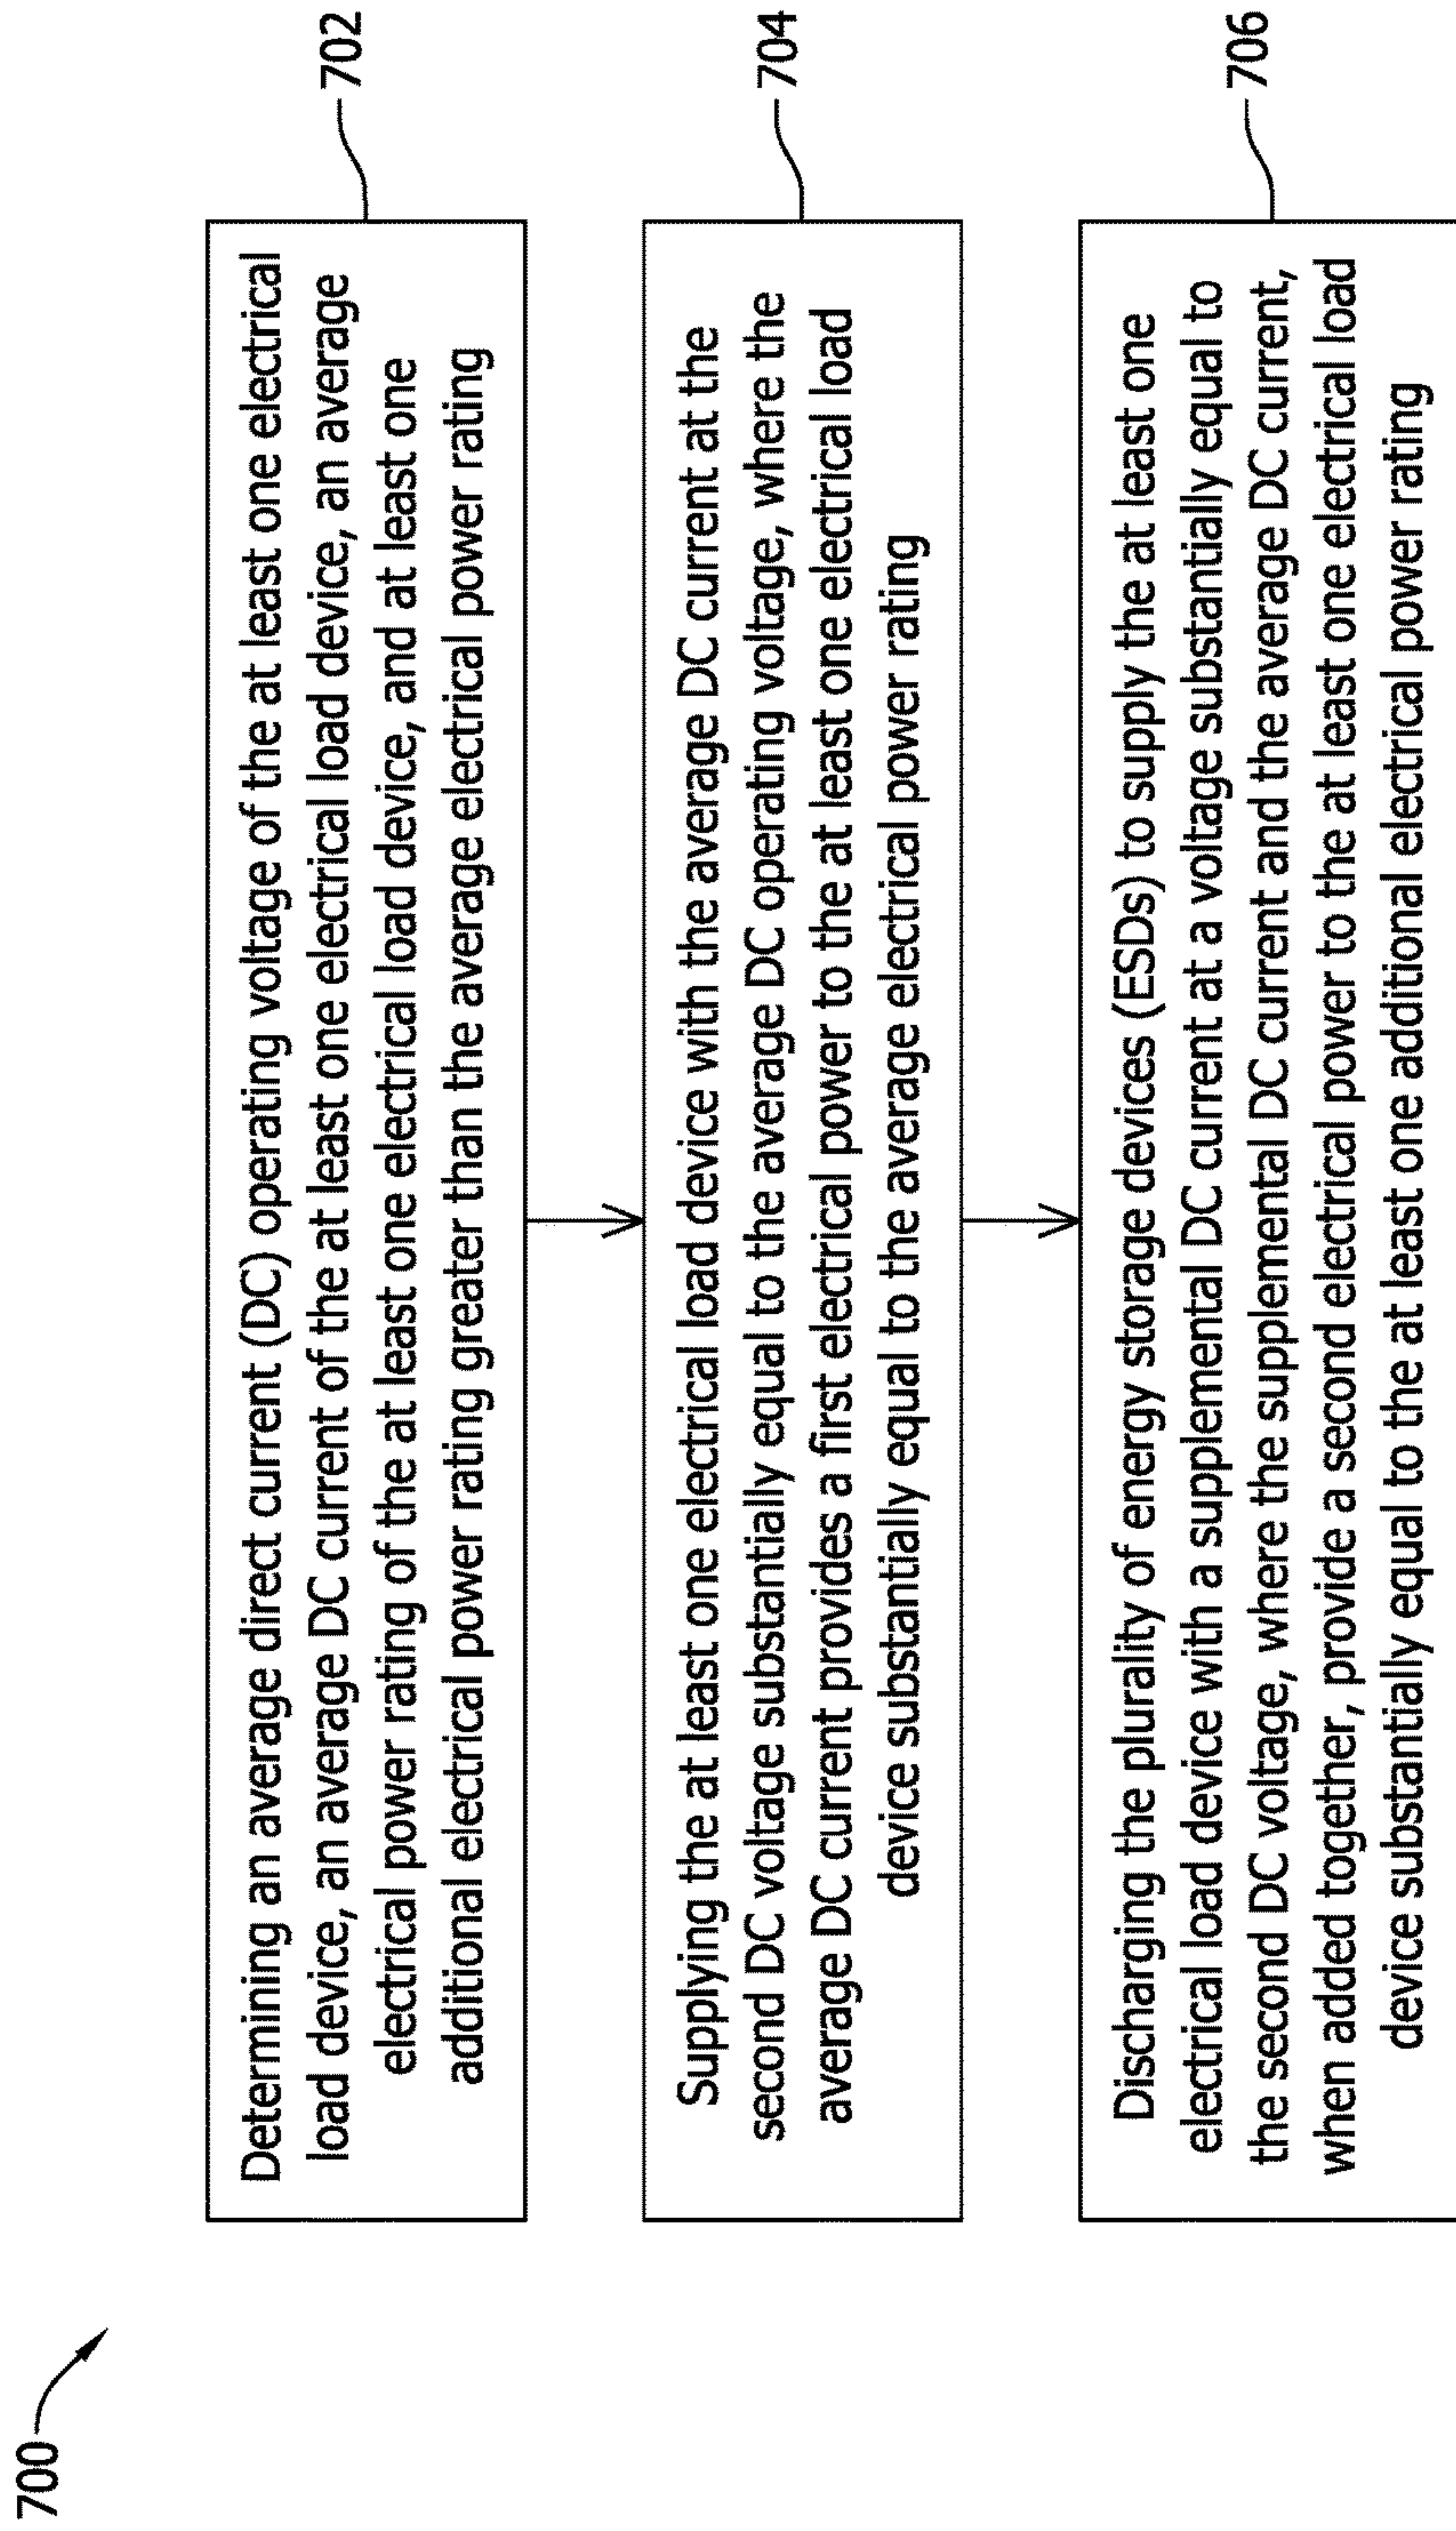 700
Determining an average direct current (DC) operating voltage of the at least one electrical
load device, an average DC current of the at least one electrical load device, an average
electrical power rating of the at least one electrical load device, and at least one
additional electrical power rating greater than the average electrical power rating
702
Supplying the at least one electrical load device with the average DC current at the
second DC voltage substantially equal to the average DC operating voltage, where the
average DC current provides a first electrical power to the at least one electrical load
device substantially equal to the average electrical power rating
704
Discharging the plurality of energy storage devices (ESDs) to supply the at least one
electrical load device with a supplemental DC current at a voltage substantially equal to
the second DC voltage, where the supplemental DC current and the average DC current,
when added together, provide a second electrical power to the at least one electrical load
device substantially equal to the at least one additional electrical power rating
706